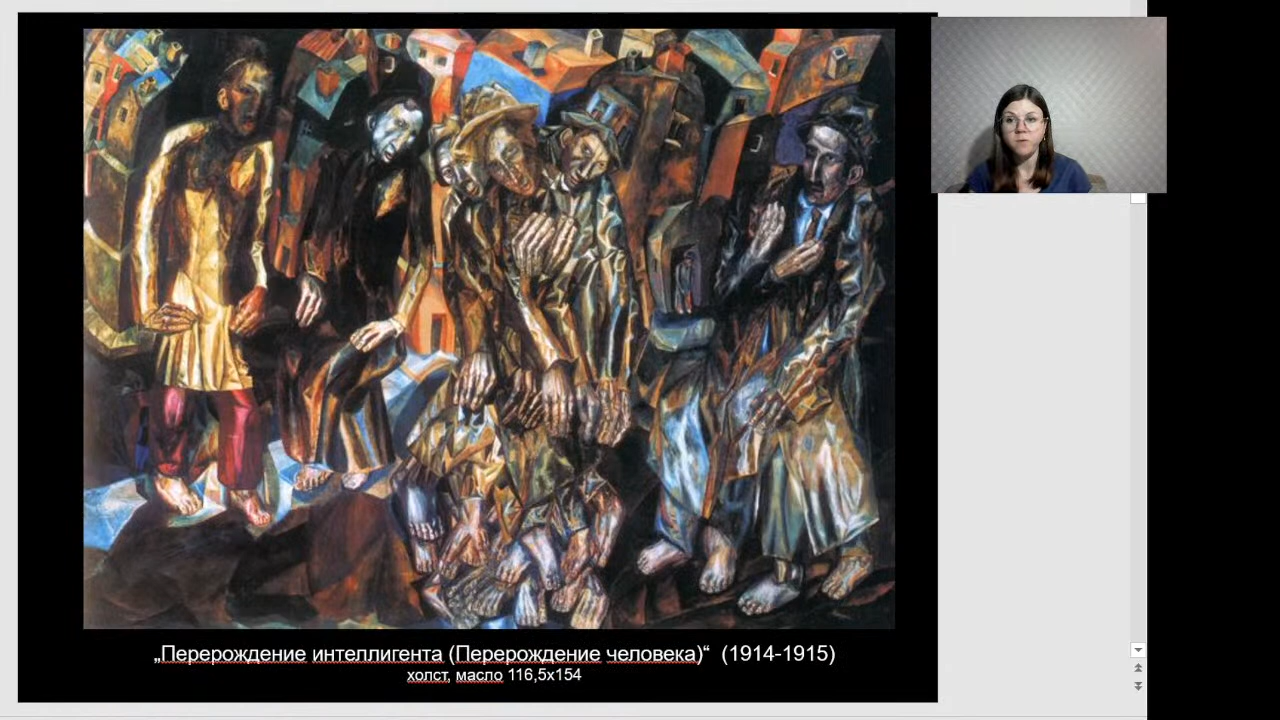 „Перерождение интеллигента (Перерождение человека)“ (1914-1915)
холст, масло 116,5x154